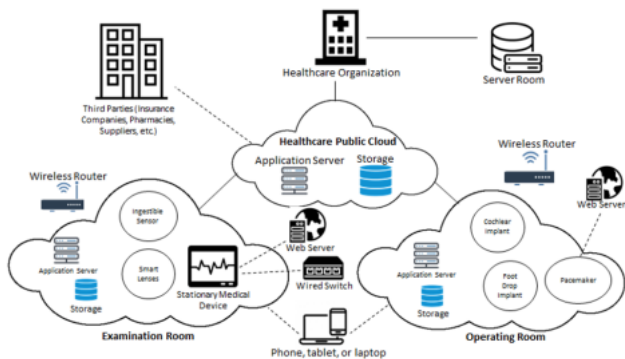 Healthcare Organization
Server Room
Third Parties (Insurance
Companies, Pharmacies,
Suppliers, etc.)
Healthcare Public Cloud
Application Server
Storage
Wireless Router
Wireless Router
Web Server
Ingestible
Sensor
Smart
Lenses
Application Server
Storage
Stationary Medical
Device
Web Server
Wired Switch
Examination Room
Cochlear
Implant
Foot
Drop
Implant
Pacemaker
Application Server
Storage
Operating Room
Phone, tablet, or laptop